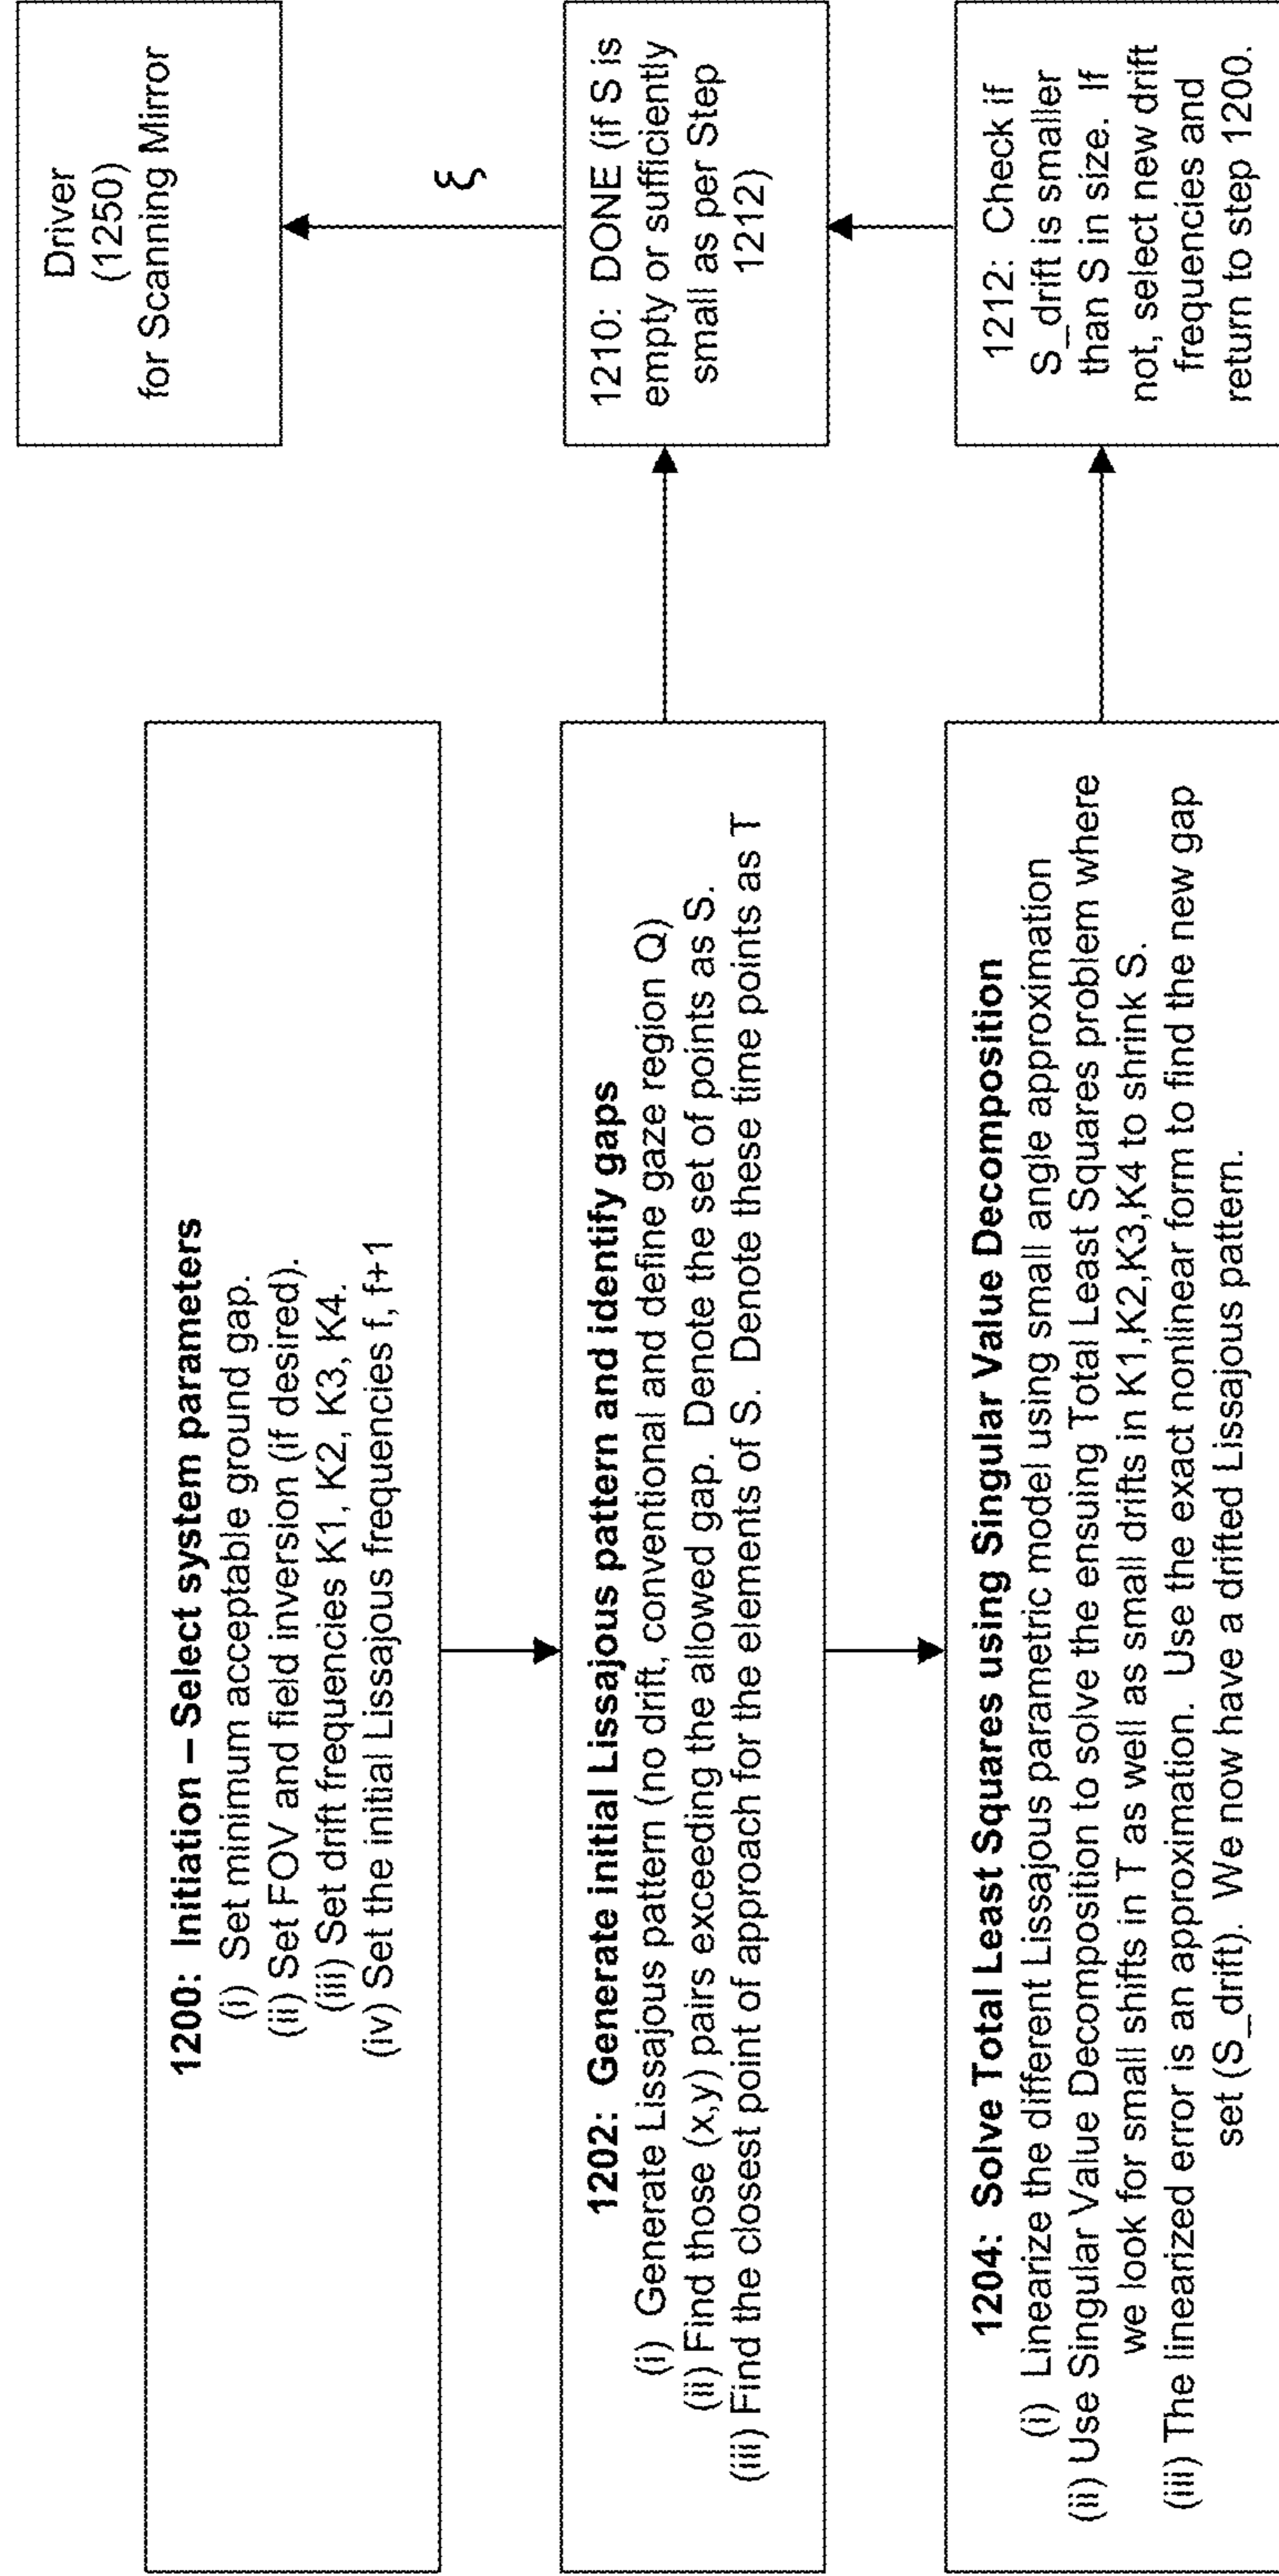 1200: Initiation – Select system parameters
(i) Set minimum acceptable ground gap.
(ii) Set FOV and field inversion (if desired).
(iii) Set drift frequencies K1, K2, K3, K4.
(iv) Set the initial Lissajous frequencies f, f+1
1202: Generate initial Lissajous pattern and identify gaps
(i) Generate Lissajous pattern (no drift, conventional and define gaze region Q)
(ii) Find those (x,y) pairs exceeding the allowed gap. Denote the set of points as S.
(iii) Find the closest point of approach for the elements of S. Denote these time points as T
1204: Solve Total Least Squares using Singular Value Decomposition
(i) Linearize the different Lissajous parametric model using small angle approximation
(ii) Use Singular Value Decomposition to solve the ensuing Total Least Squares problem where
we look for small shifts in T as well as small drifts in K1,K2,K3,K4 to shrink S.
(iii) The linearized error is an approximation. Use the exact nonlinear form to find the new gap
set (S_drift). We now have a drifted Lissajous pattern.
Driver
(1250)
for Scanning Mirror
ξ
1210: DONE (if S is
empty or sufficiently
small as per Step
1212)
1212: Check if
S_drift is smaller
than S in size. If
not, select new drift
frequencies and
return to step 1200.